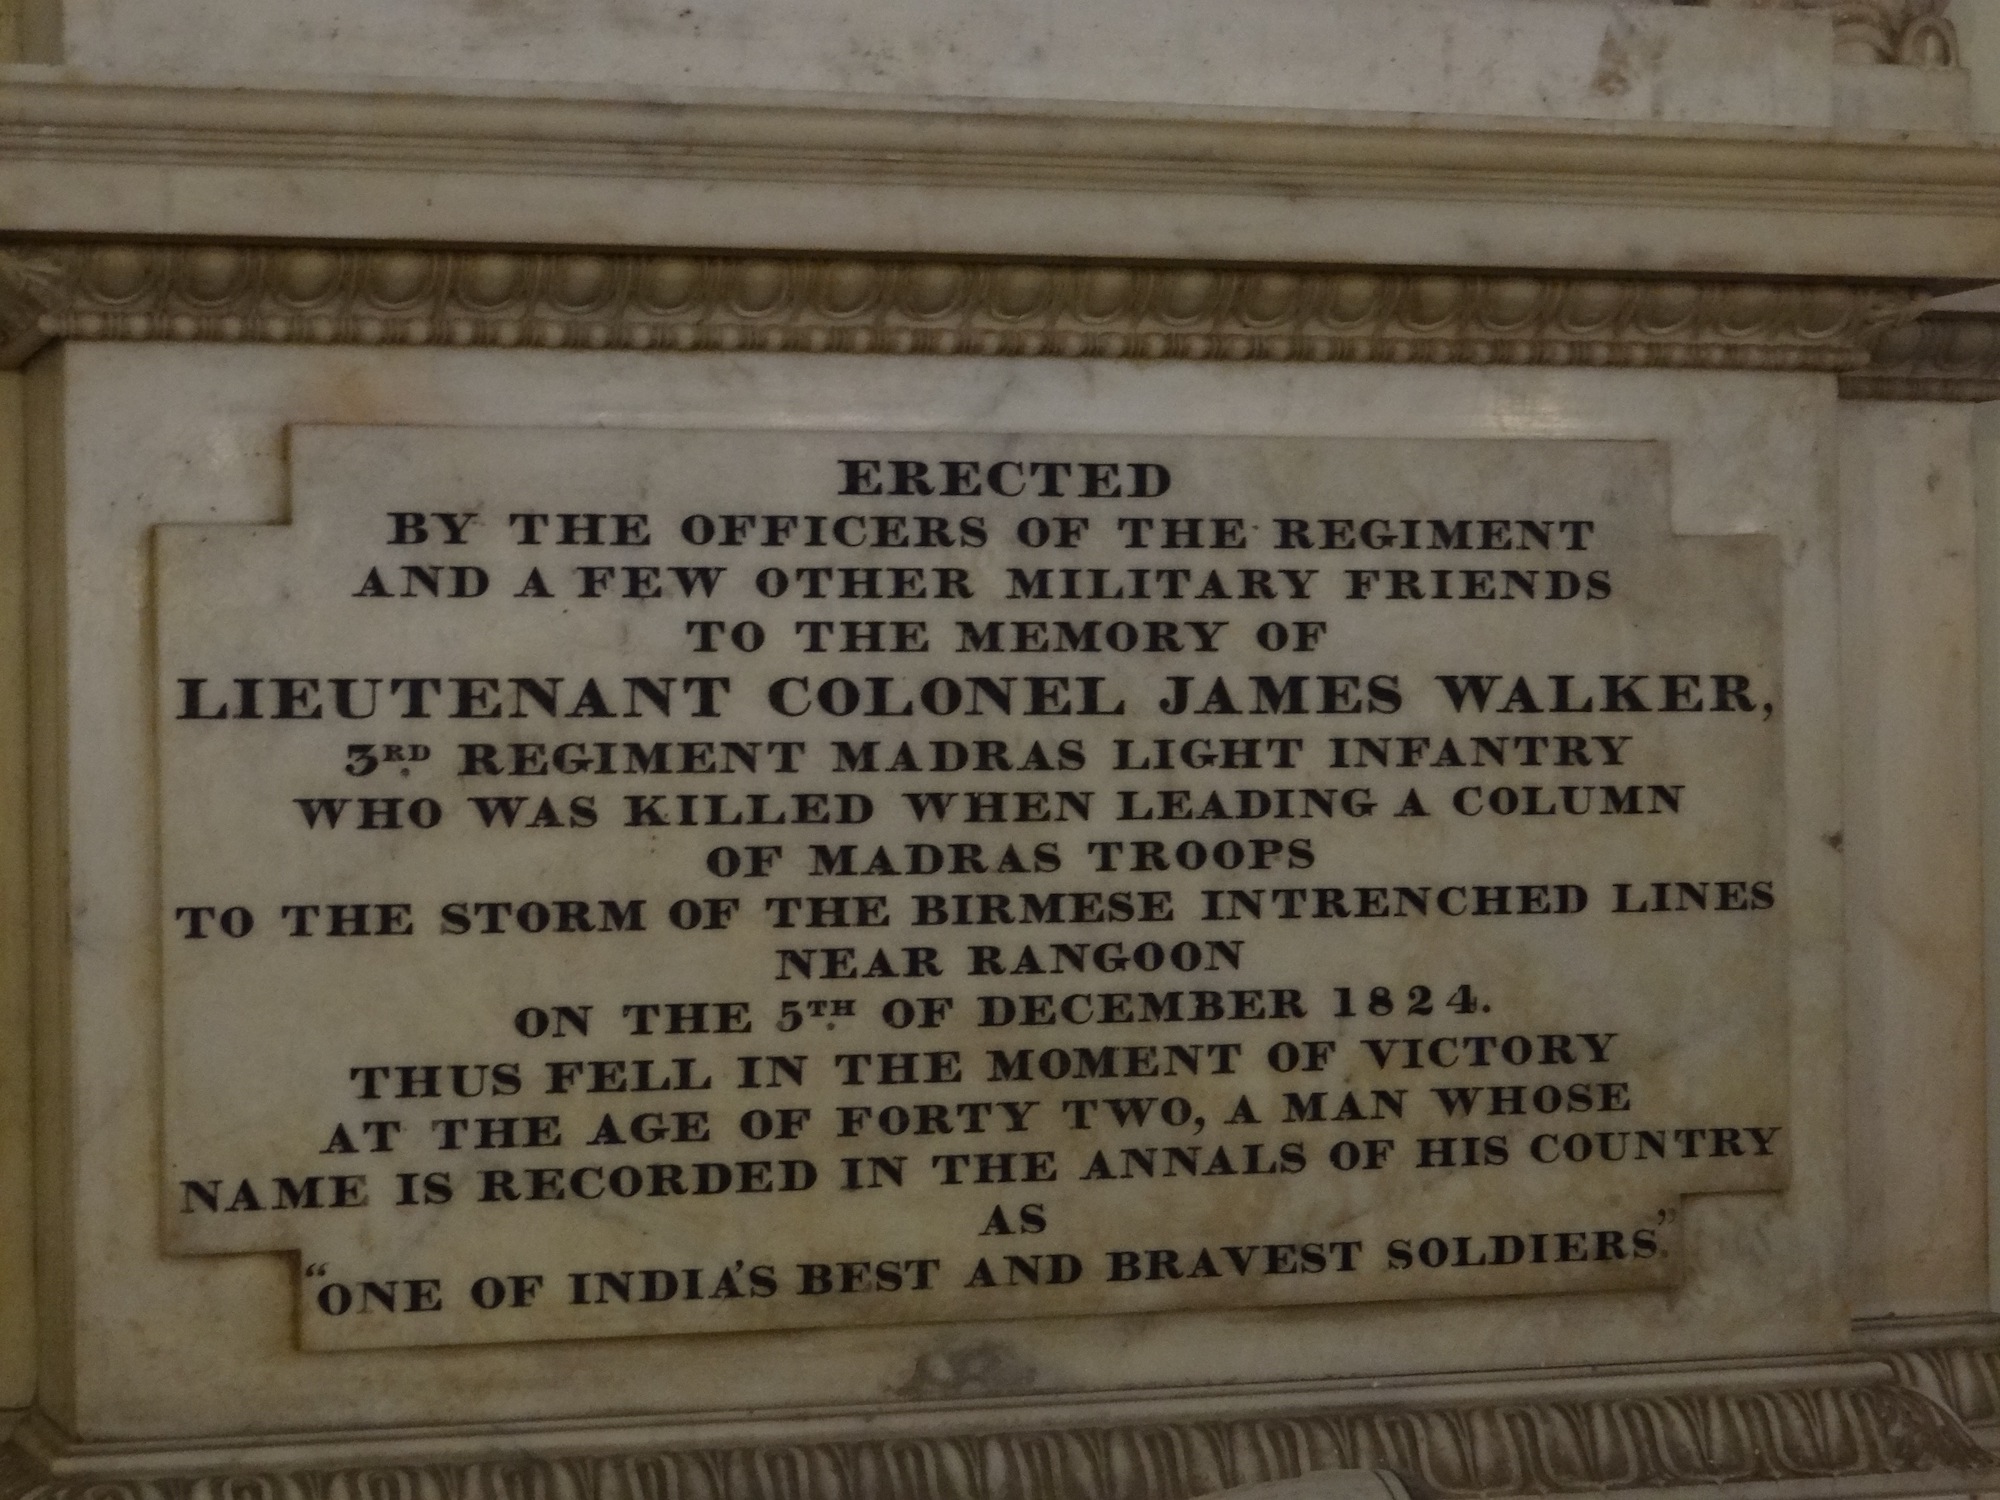 ERECTED
BY THE OFFICERS OF THE REGIMENT
AND A FEW OTHER MILITARY FRIENDS
TO THE MEMORY OF
LIEUTENANT COLONEL JAMES WALKER,
3RD REGIMENT MADRAS LIGHT INFANTRY
WHO WAS KILLED WHEN LEADING A COLUMN
OF MADRAS TROOPS
TO THE STORM OF THE BIRMESE INTRENCHED LINES
NEAR RANGOON
ON THE 5TH OF DECEMBER 1824.
THUS FELL IN THE MOMENT OF VICTORY
AT THE AGE OF FORTY TWO, A MAN WHOSE
NAME IS RECORDED IN THE ANNALS OF HIS COUNTRY
AS
"ONE OF INDIA'S BEST AND BRAVEST SOLDIERS."